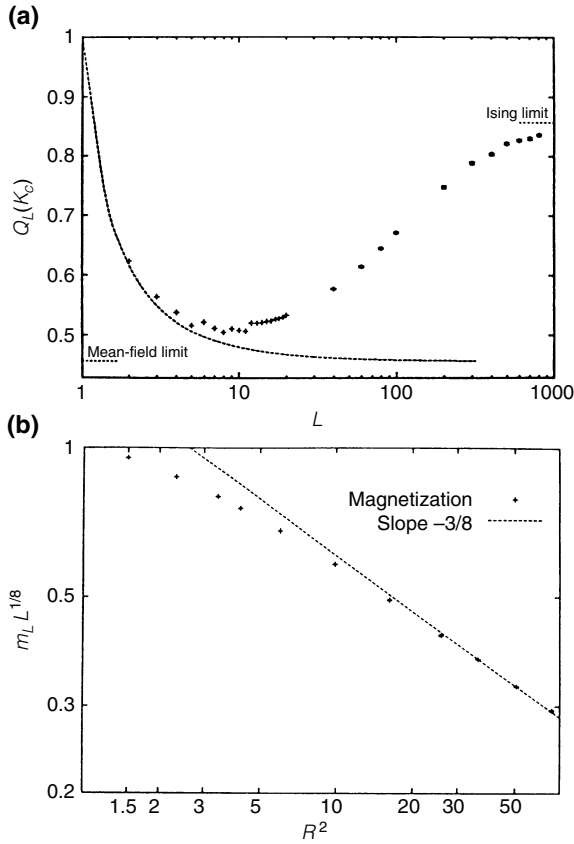 (a)
1
0.9
0.8
0.7
0.6
0.5
Q_L(K_c)
Ising limit
Mean-field limit
1
10
100
1000
L
(b)
1
0.5
0.3
0.2
m_L L^{1/8}
Magnetization
Slope –3/8
1.5
2
3
5
10
20
30
50
R^2